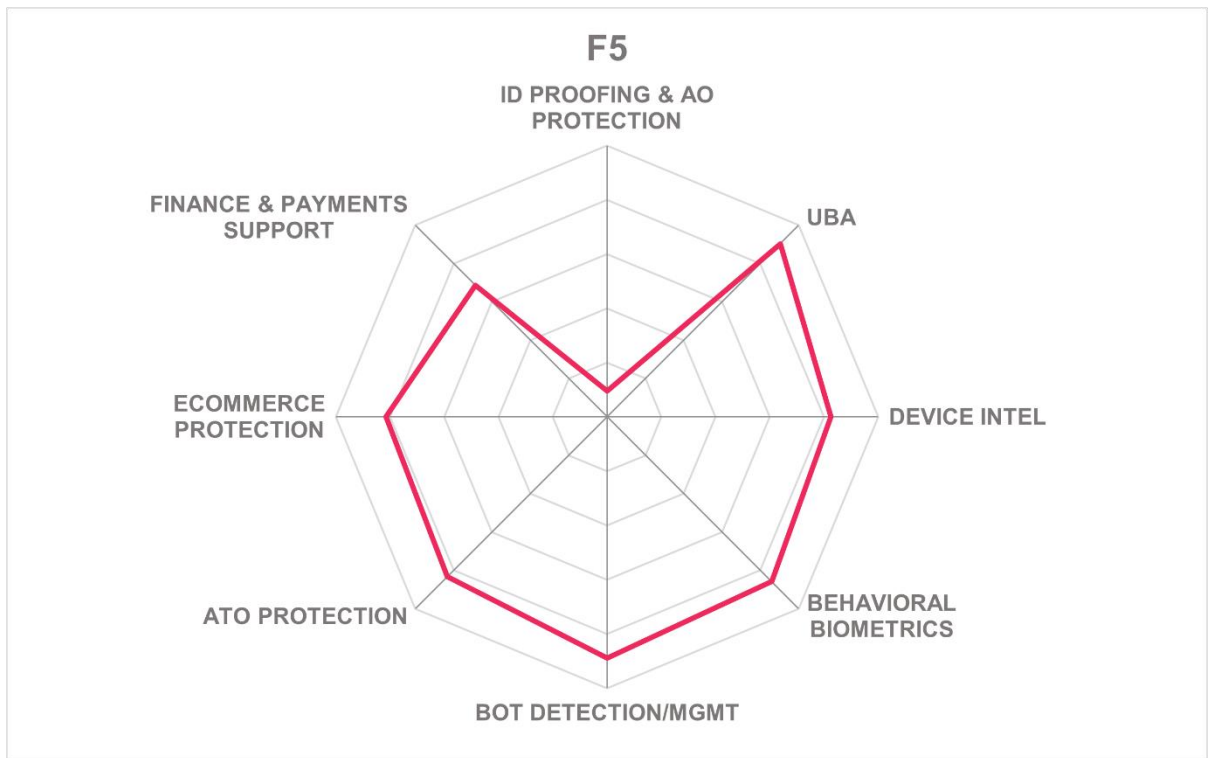 F5
ID PROOFING & AO
PROTECTION
UBA
DEVICE INTEL
BEHAVIORAL
BIOMETRICS
BOT DETECTION/MGMT
ATO PROTECTION
ECOMMERCE
PROTECTION
FINANCE & PAYMENTS
SUPPORT